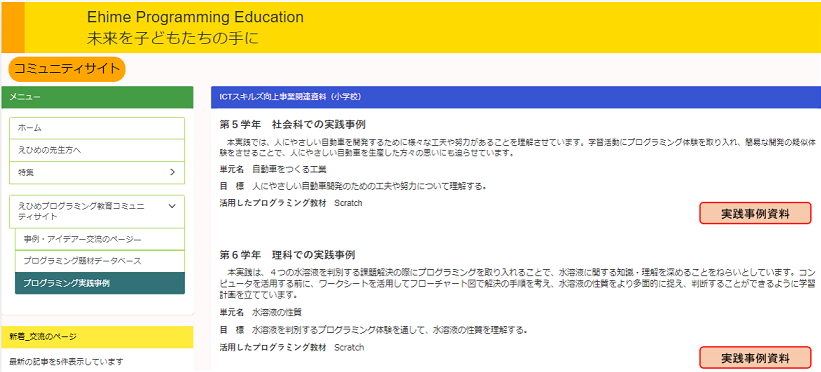 Ehime Programming Education
未来を子どもたちの手に
コミュニティサイト
メニュー
ホーム
えひめの先生方へ
特集
えひめプログラミング教育コミュニ
ティサイト
事例・アイデアー交流のページー
プログラミング題材データベース
プログラミング実践事例
新着_交流のページ
最新の記事を5件表示しています
ICTスキルズ向上事業関連資料（小学校）
第５学年　社会科での実践事例
本実践では、人にやさしい自動車を開発するために様々な工夫や努力があることを理解させています。学習活動にプログラミング体験を取り入れ、簡易な開発の疑似体
験をさせることで、人にやさしい自動車を生産した方々の思いにも迫らせています。
単元名　自動車をつくる工業
目　標　人にやさしい自動車開発のための工夫や努力について理解する。
活用したプログラミング教材　Scratch
実践事例資料
第６学年　理科での実践事例
本実践は、４つの水溶液を判別する課題解決の際にプログラミングを取り入れることで、水溶液に関する知識・理解を深めることをねらいとしています。コン
ピュータを活用する前に、ワークシートを活用してフローチャート図で解決の手順を考え、水溶液の性質をより多面的に捉え、判断することができるように学習
計画を立てています。
単元名　水溶液の性質
目　標　水溶液を判別するプログラミング体験を通して、水溶液の性質を理解する。
活用したプログラミング教材　Scratch
実践事例資料